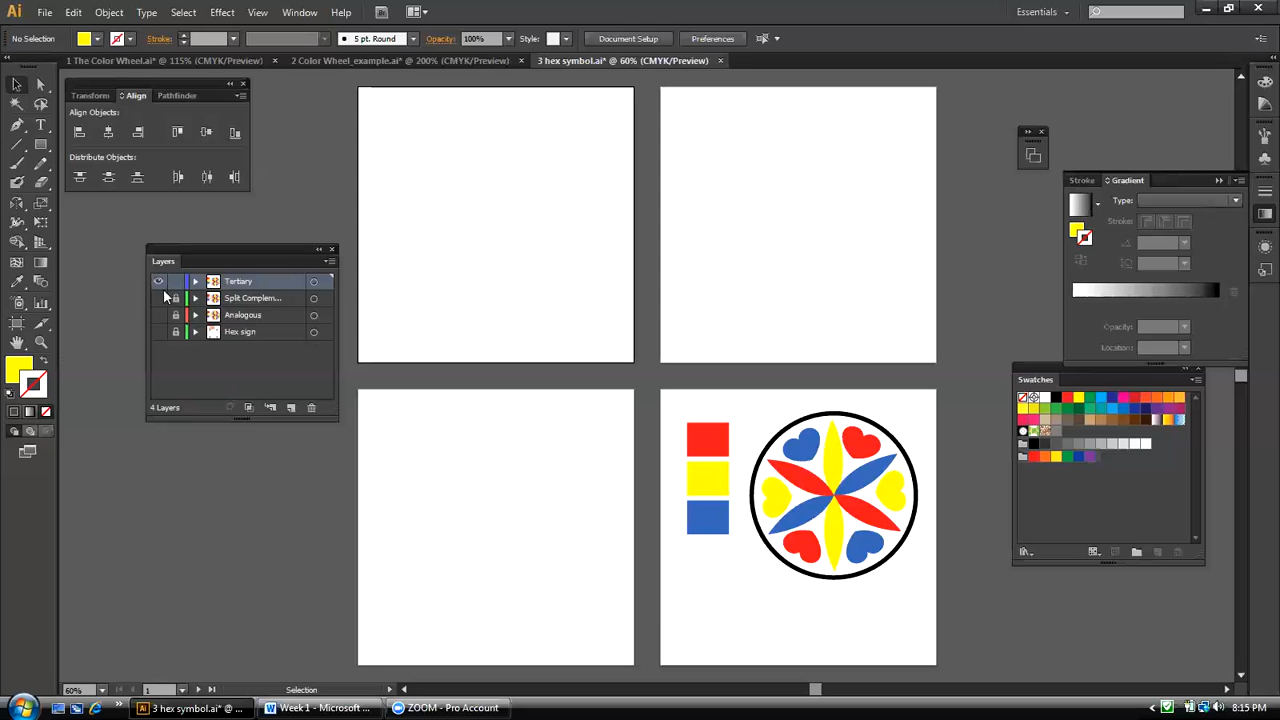 Ai File Edit Object Type Select Effect View Window Help Br Essentials
No Selection Stroke: 5 pt. Round Opacity: 100% Style: Document Setup Preferences
1 The Color Wheel.ai* @ 115% (CMYK/Preview) × 2 Color Wheel_example.ai* @ 200% (CMYK/Preview) × 3 hex symbol.ai* @ 60% (CMYK/Preview) ×
Transform Align Pathfinder
Align Objects:
Distribute Objects:
Layers
Tertiary
Split Complem...
Analogous
Hex sign
4 Layers
Stroke Gradient
Type:
Stroke:
Opacity:
Location:
Swatches
60% 1 Selection
3 hex symbol.ai* @ ... Week 1 - Microsoft ... ZOOM - Pro Account 8:15 PM